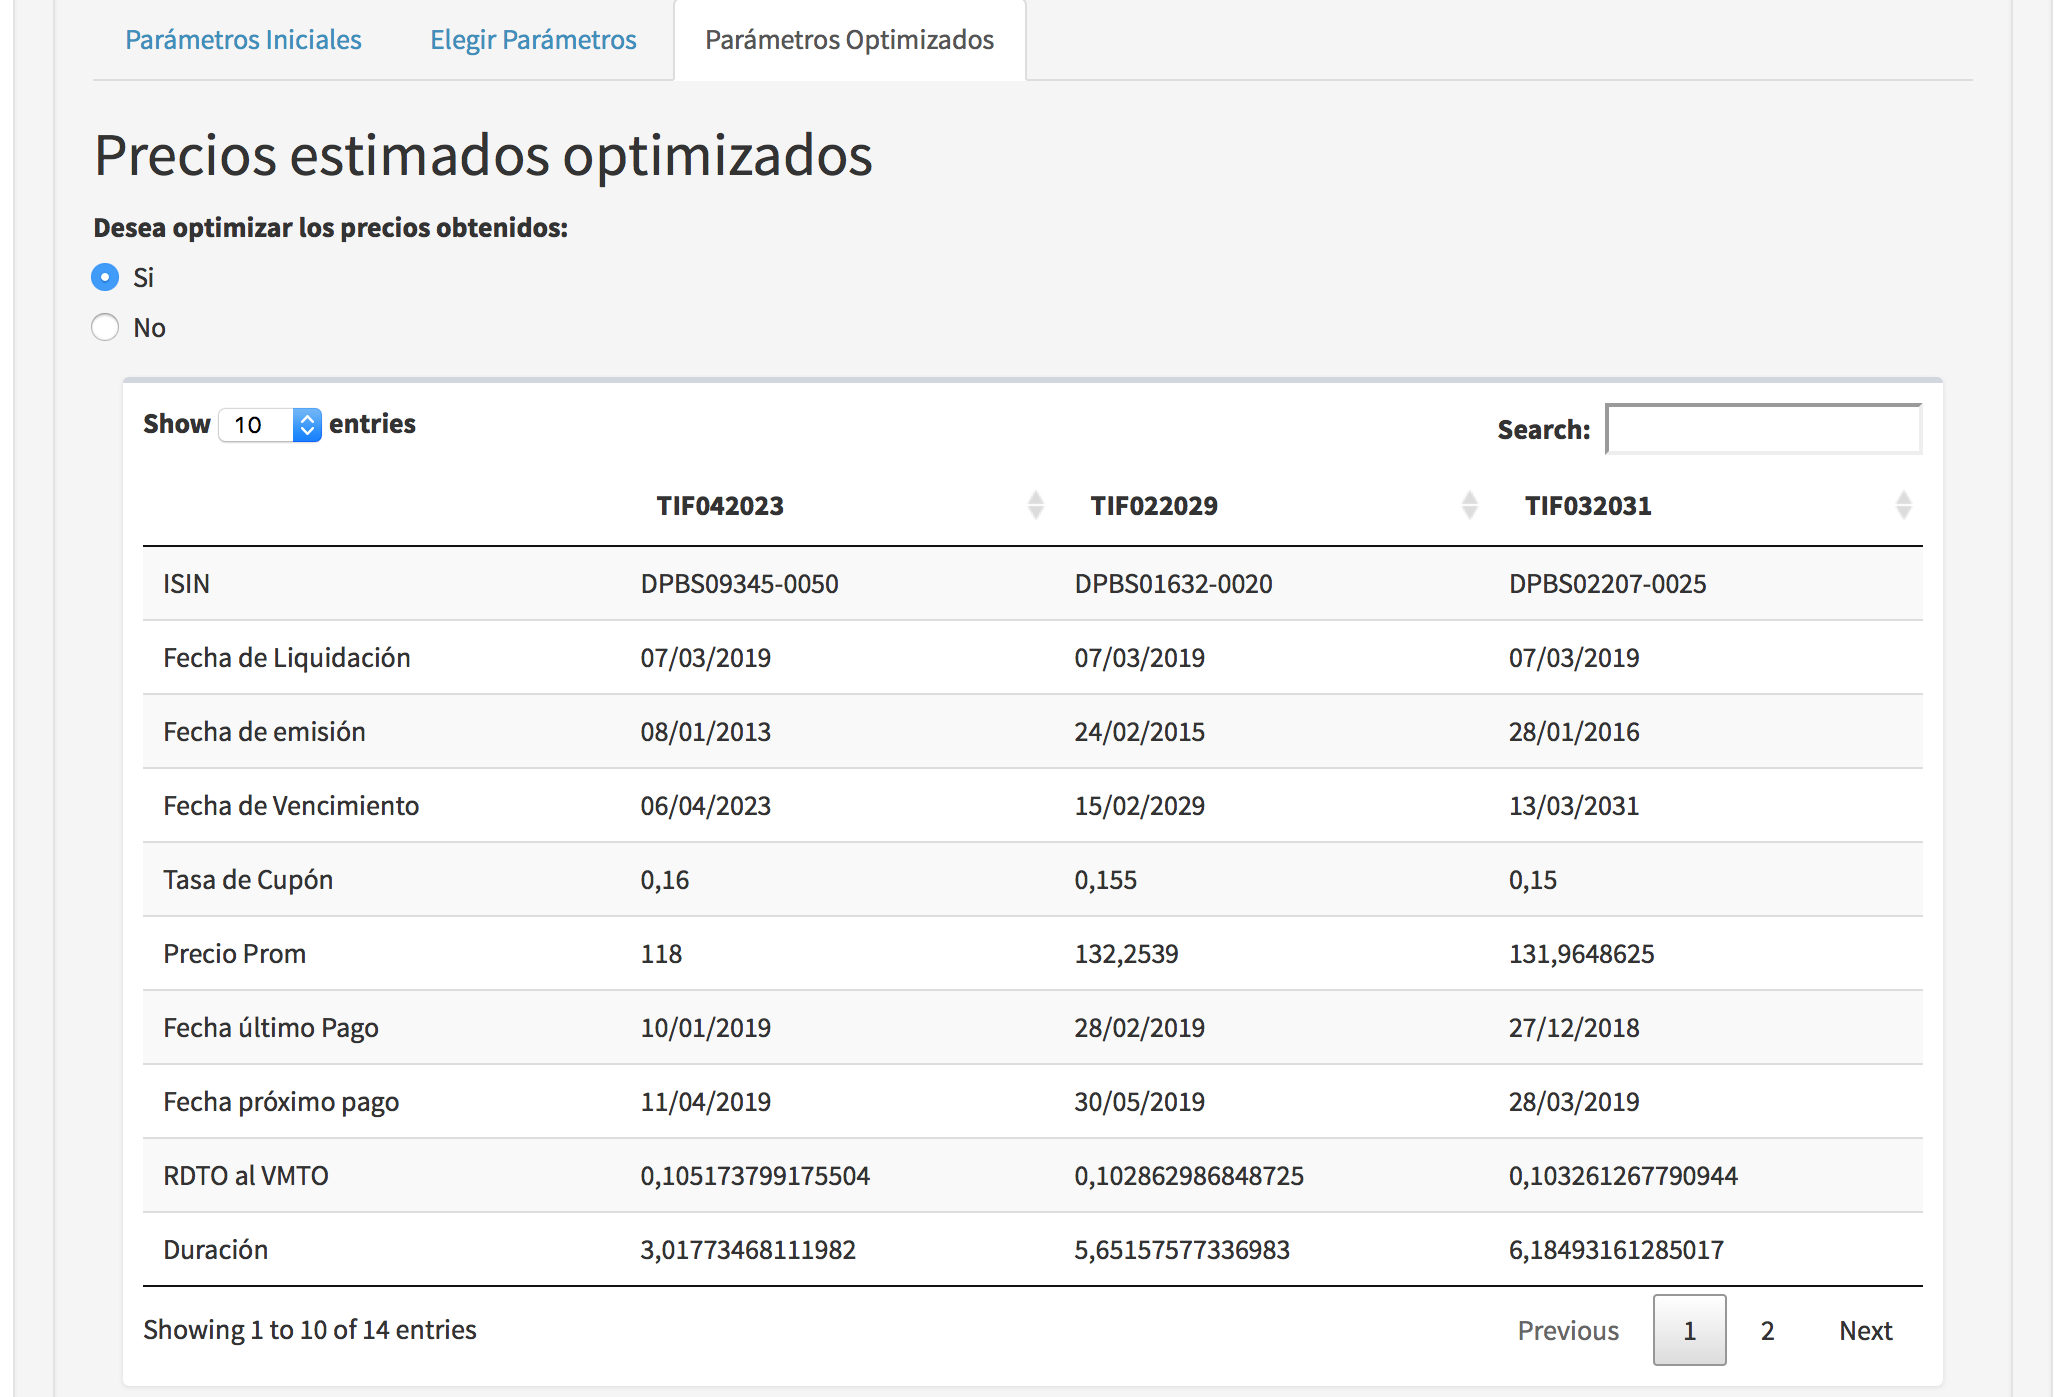 Parámetros Iniciales Elegir Parámetros Parámetros Optimizados
Precios estimados optimizados
Desea optimizar los precios obtenidos:
Si
No
Show 10 entries Search:
TIF042023 TIF022029 TIF032031
ISIN DPBS09345-0050 DPBS01632-0020 DPBS02207-0025
Fecha de Liquidación 07/03/2019 07/03/2019 07/03/2019
Fecha de emisión 08/01/2013 24/02/2015 28/01/2016
Fecha de Vencimiento 06/04/2023 15/02/2029 13/03/2031
Tasa de Cupón 0,16 0,155 0,15
Precio Prom 118 132,2539 131,9648625
Fecha último Pago 10/01/2019 28/02/2019 27/12/2018
Fecha próximo pago 11/04/2019 30/05/2019 28/03/2019
RDTO al VMTO 0,105173799175504 0,102862986848725 0,103261267790944
Duración 3,01773468111982 5,65157577336983 6,18493161285017
Showing 1 to 10 of 14 entries Previous 1 2 Next